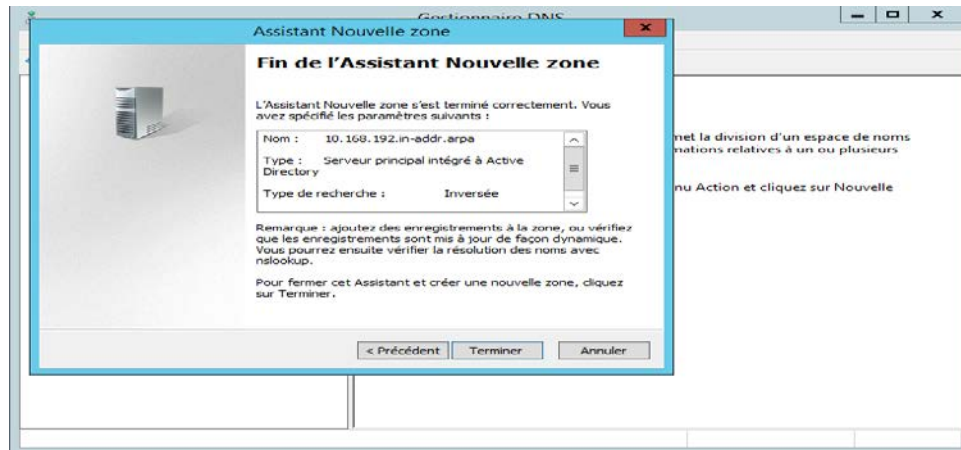 Gestionnaire DNS
Assistant Nouvelle zone
Fin de l'Assistant Nouvelle zone
L'Assistant Nouvelle zone s'est terminé correctement. Vous
avez spécifié les paramètres suivants :
Nom : 10.168.192.in-addr.arpa
Type : Serveur principal intégré à Active
Directory
Type de recherche : Inversée
Remarque : ajoutez des enregistrements à la zone, ou vérifiez
que les enregistrements sont mis à jour de façon dynamique.
Vous pourrez ensuite vérifier la résolution des noms avec
nslookup.
Pour fermer cet Assistant et créer une nouvelle zone, cliquez
sur Terminer.
< Précédent Terminer Annuler
met la division d'un espace de noms
mations relatives à un ou plusieurs
nu Action et cliquez sur Nouvelle